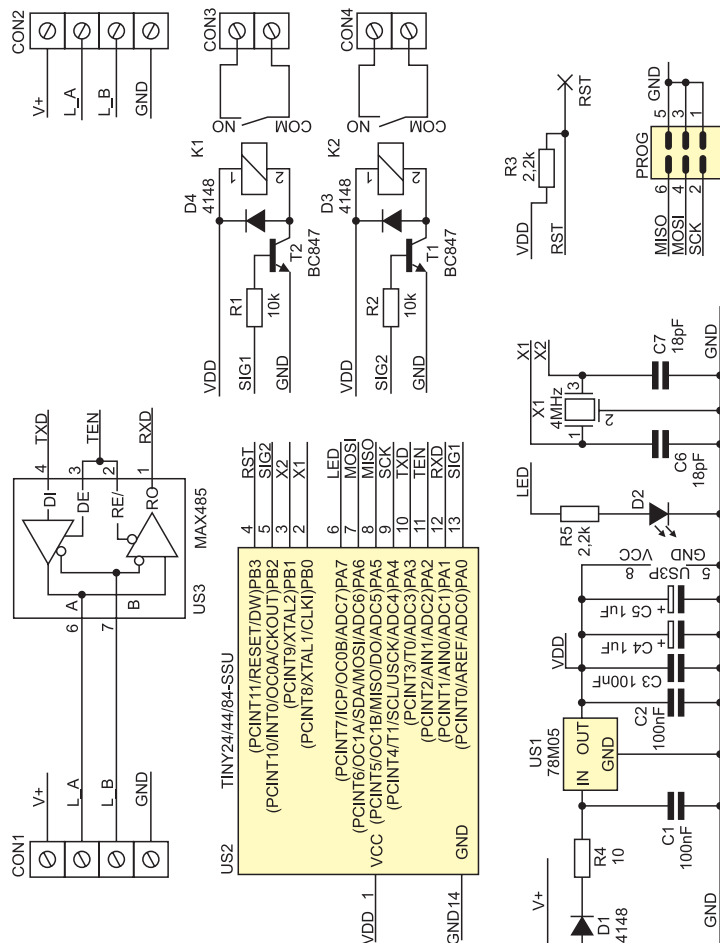 CON2
V+
L_A
L_B
GND
CON3
NO
COM
K1
1
2
D4
4148
T2
BC847
R1
10k
VDD
SIG1
GND
CON4
NO
COM
K2
1
2
D3
4148
T1
BC847
R2
10k
VDD
SIG2
GND
R3
2,2k
VDD
RST
RST
PROG
GND
5
3
1
6
4
2
MISO
MOSI
SCK
TXD
TEN
RXD
4
3
2
1
DI
DE
RE/
RO
MAX485
US3
A
B
6
7
CON1
V+
L_A
L_B
GND
TINY24/44/84-SSU
US2
(PCINT11/RESET/DW)PB3
(PCINT10/INT0/OC0A/CKOUT)PB2
(PCINT9/XTAL2)PB1
(PCINT8/XTAL1/CLKI)PB0
(PCINT7/ICP/OC0B/ADC7)PA7
(PCINT6/OC1A/SDA/MOSI/ADC6)PA6
(PCINT5/OC1B/MISO/DO/ADC5)PA5
(PCINT4/T1/SCL/USCK/ADC4)PA4
(PCINT3/T0/ADC3)PA3
(PCINT2/AIN1/ADC2)PA2
(PCINT1/AIN0/ADC1)PA1
(PCINT0/AREF/ADC0)PA0
4 RST
5 SIG2
3 X2
2 X1
6 LED
7 MOSI
8 MISO
9 SCK
10 TXD
11 TEN
12 RXD
13 SIG1
VCC
GND
VDD 1
GND14
X1
X2
X1
4MHz
1
3
2
C7
18pF
C6
18pF
GND
LED
R5
2,2k
D2
VCC
8
US3P
GND
5
+ C5 1uF
+ C4 1uF
C3 100nF
C2
100nF
VDD
US1
78M05
IN
OUT
GND
C1
100nF
R4
10
V+
D1
4148
GND